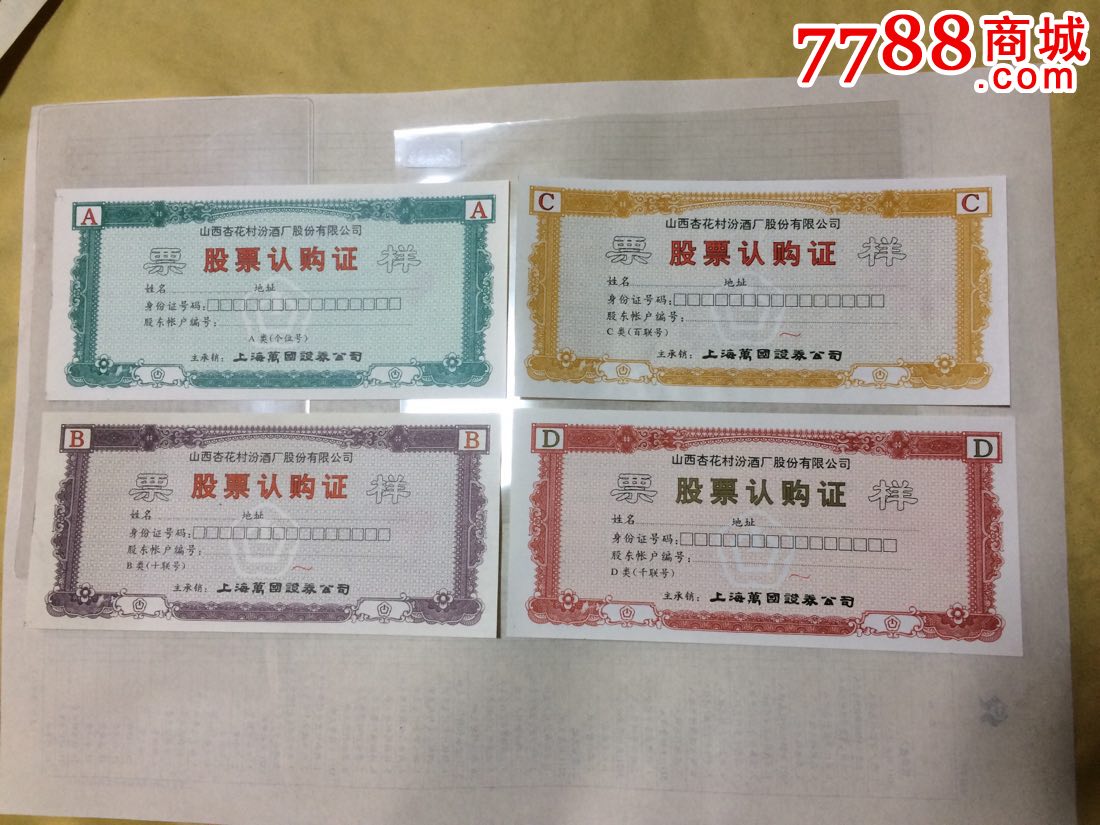 7788商城
.com
A A
山西杏花村汾酒厂股份有限公司
票 股票认购证 样
姓名 地址
身份证号码:
股东帐户编号:
A 类(个位号)
主承销: 上海萬國證券公司
C C
山西杏花村汾酒厂股份有限公司
票 股票认购证 样
姓名 地址
身份证号码:
股东帐户编号:
C 类(百联号)
主承销: 上海萬國證券公司
B B
山西杏花村汾酒厂股份有限公司
票 股票认购证 样
姓名 地址
身份证号码:
股东帐户编号:
B 类(十联号)
主承销: 上海萬國證券公司
D D
山西杏花村汾酒厂股份有限公司
票 股票认购证 样
姓名 地址
身份证号码:
股东帐户编号:
D 类(千联号)
主承销: 上海萬國證券公司